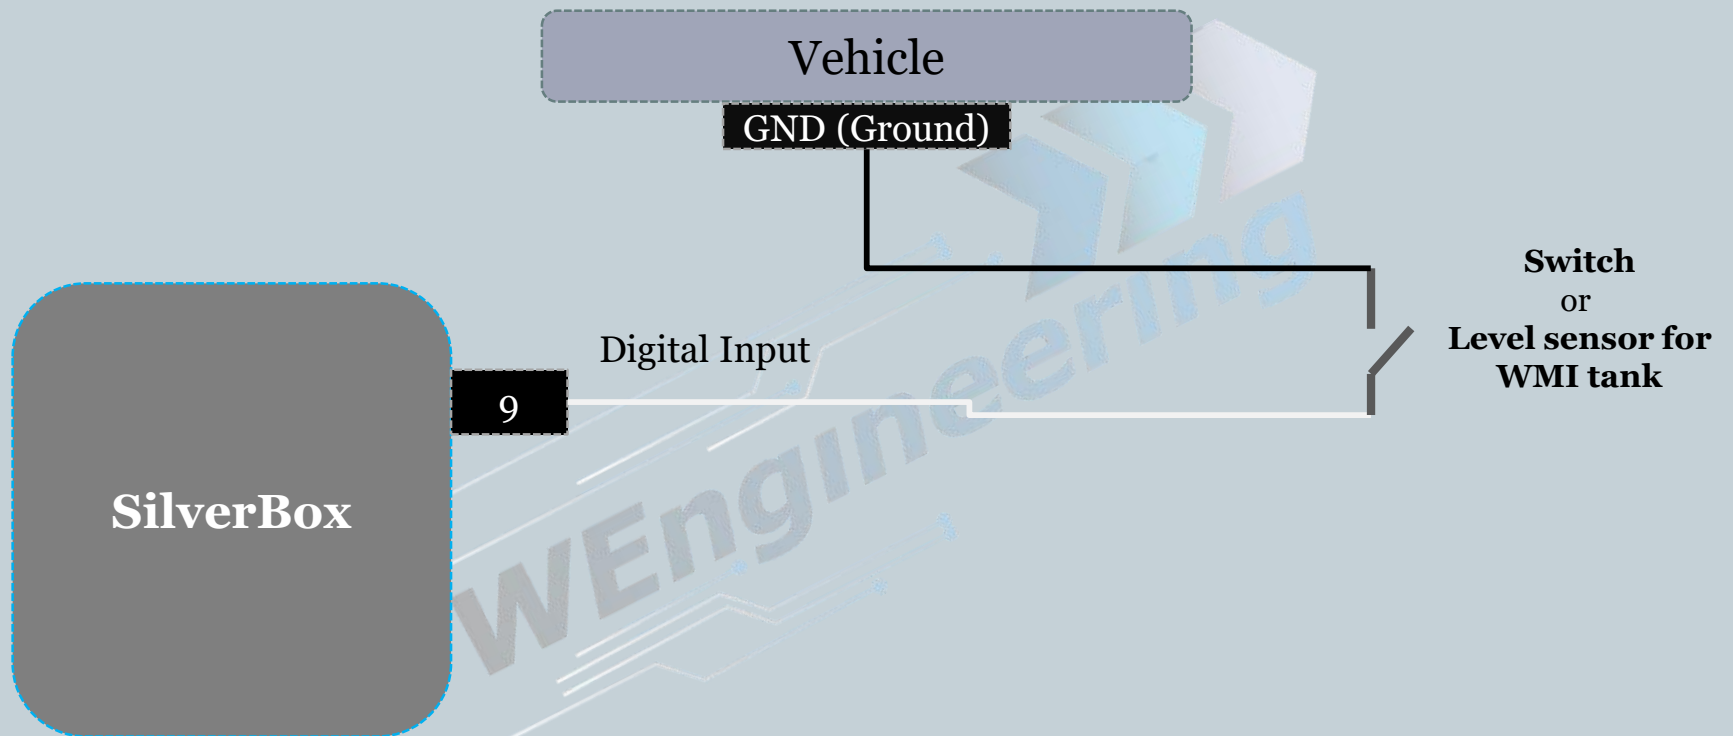 Vehicle
GND (Ground)
Switch
or
Level sensor for
WMI tank
Digital Input
9
SilverBox
WEngineering